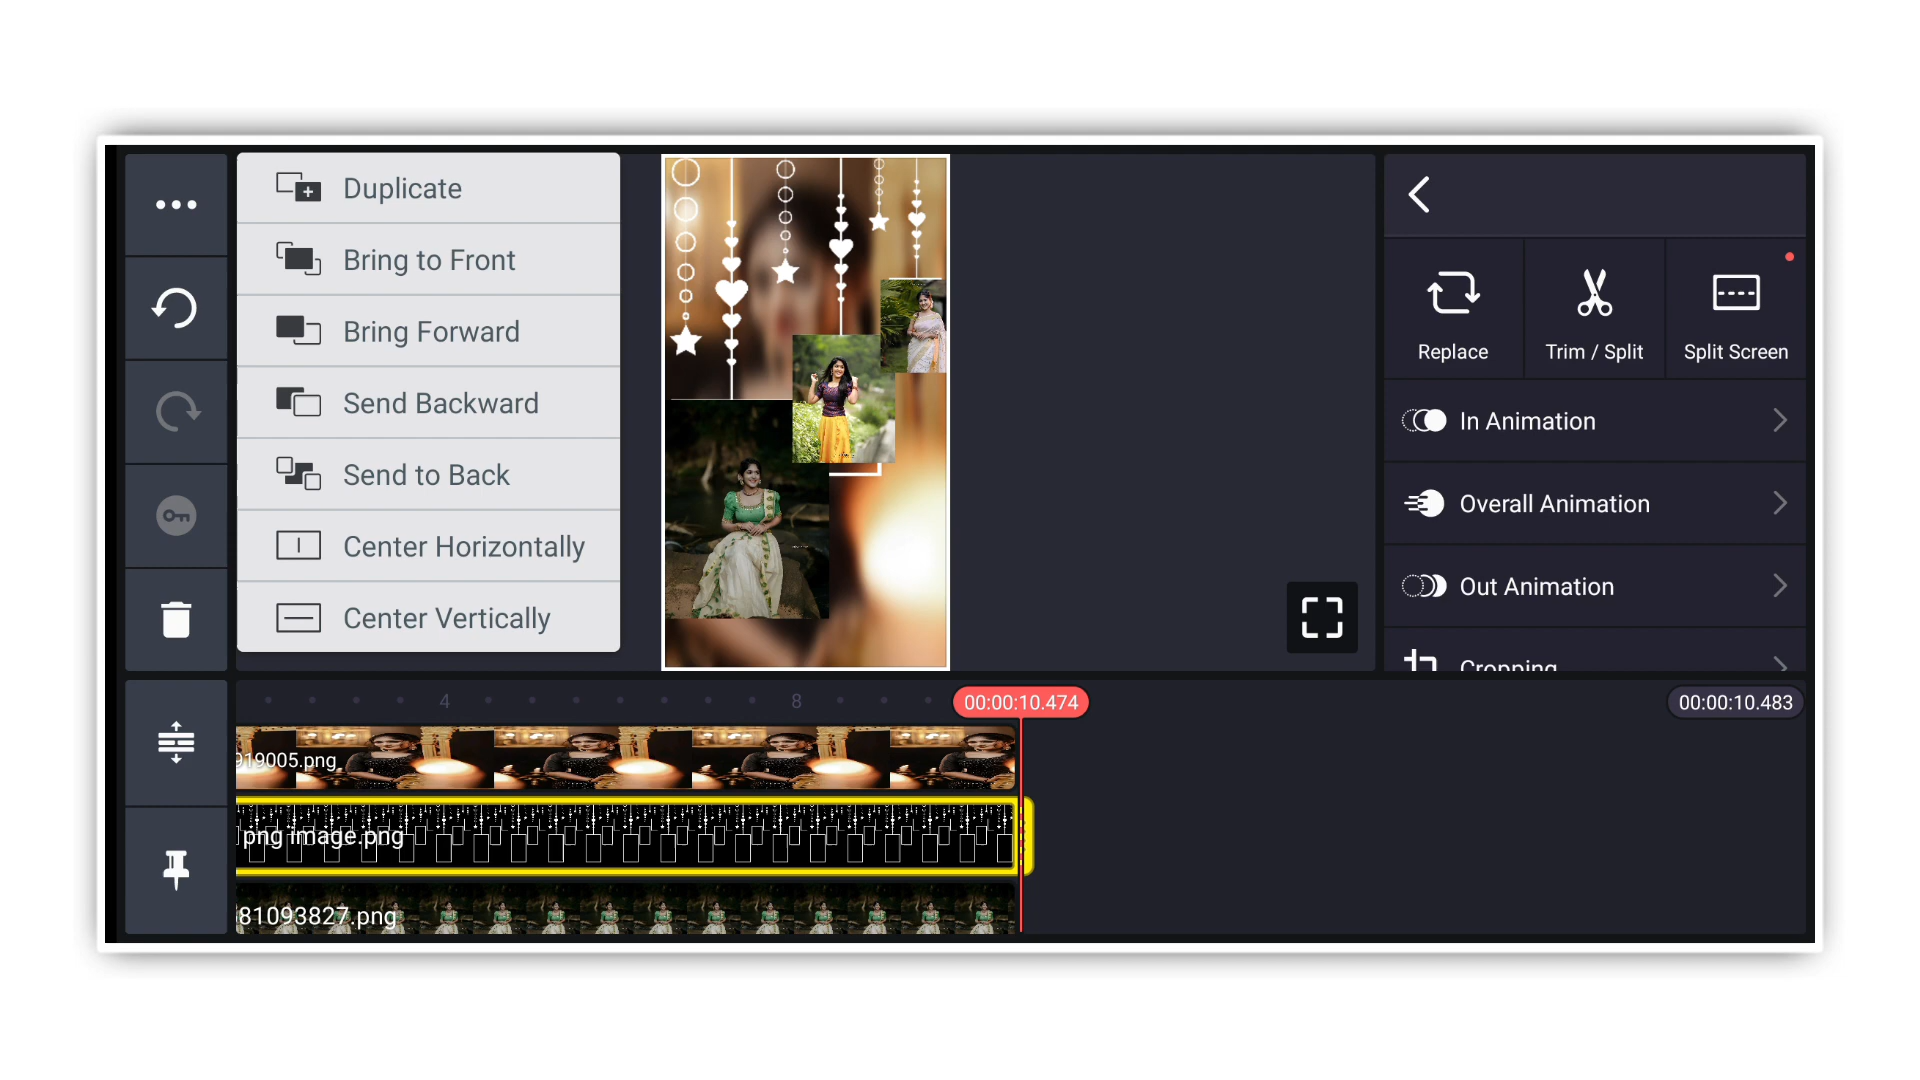 Duplicate
Bring to Front
Bring Forward
Send Backward
Send to Back
Center Horizontally
Center Vertically
Replace
Trim / Split
Split Screen
In Animation
Overall Animation
Out Animation
Cropping
4
8
00:00:10.474
00:00:10.483
919005.png
png image.png
81093827.png